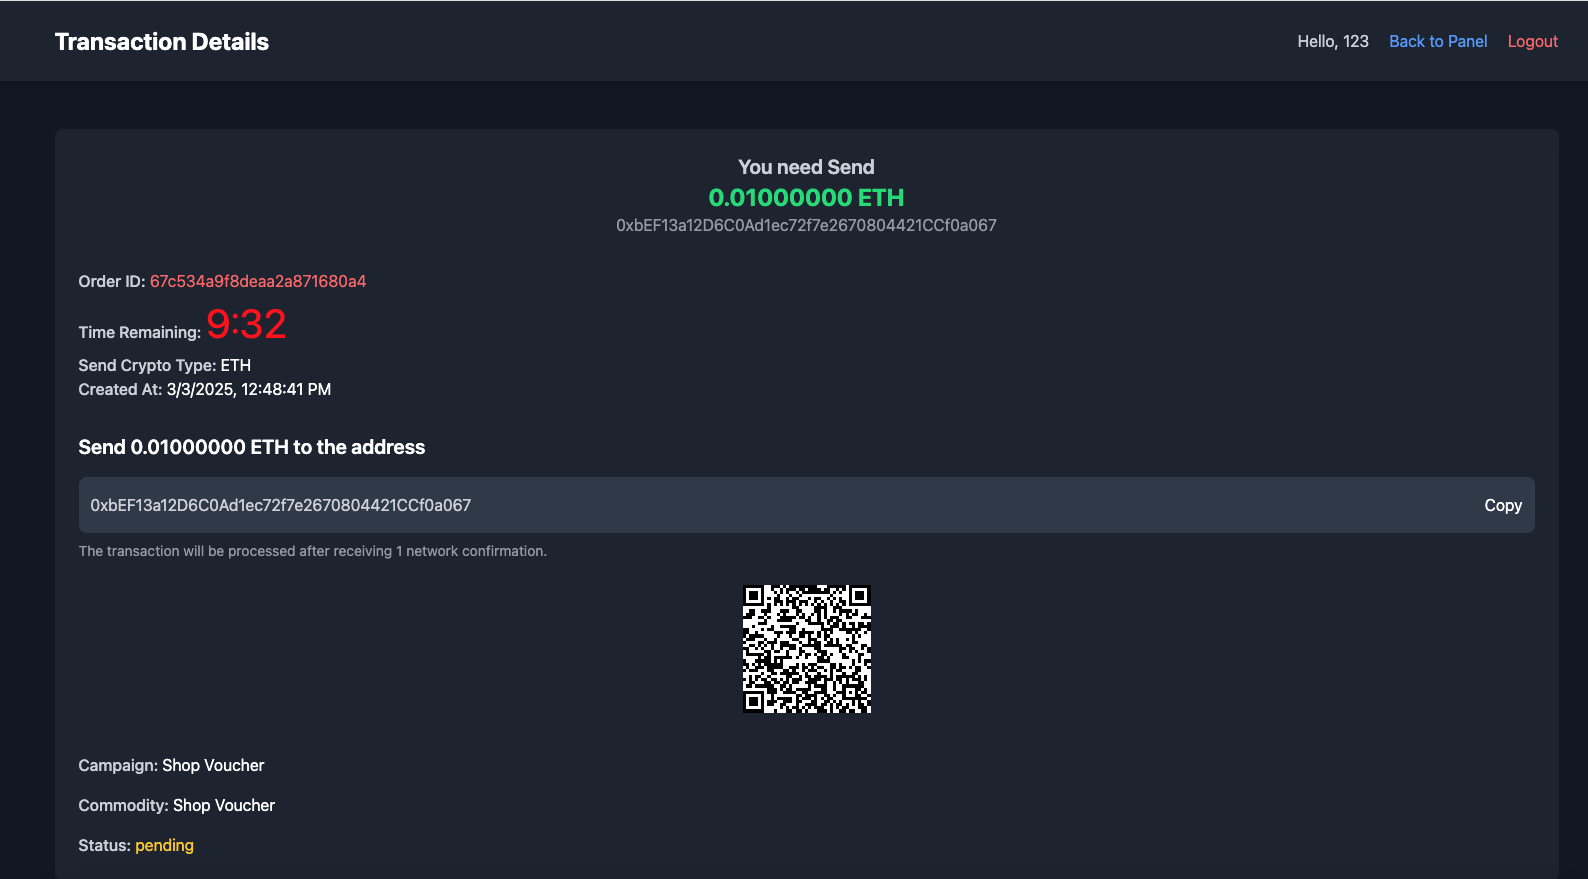 Transaction Details
Hello, 123 Back to Panel Logout
You need Send
0.01000000 ETH
0xbEF13a12D6C0Ad1ec72f7e2670804421CCf0a067
Order ID: 67c534a9f8deaa2a871680a4
Time Remaining: 9:32
Send Crypto Type: ETH
Created At: 3/3/2025, 12:48:41 PM
Send 0.01000000 ETH to the address
0xbEF13a12D6C0Ad1ec72f7e2670804421CCf0a067 Copy
The transaction will be processed after receiving 1 network confirmation.
Campaign: Shop Voucher
Commodity: Shop Voucher
Status: pending